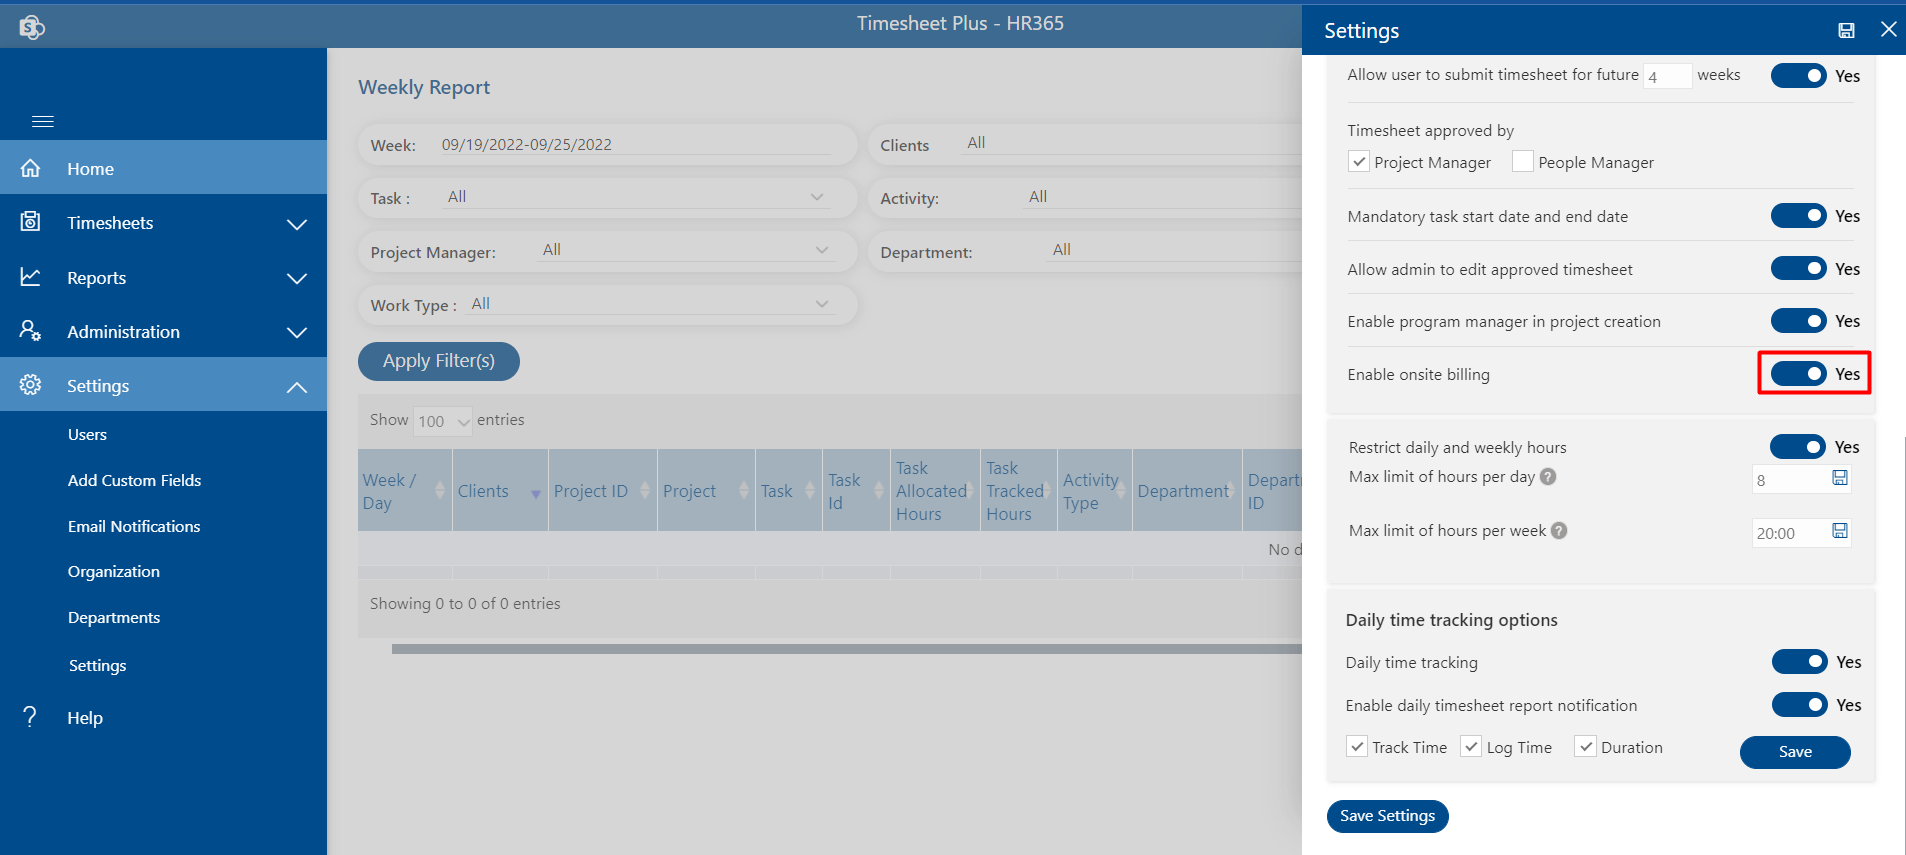 Timesheet Plus - HR365
Home
Timesheets
Reports
Administration
Settings
Users
Add Custom Fields
Email Notifications
Organization
Departments
Settings
? Help
Weekly Report
Week: 09/19/2022-09/25/2022
Clients All
Task : All
Activity: All
Project Manager: All
Department: All
Work Type : All
Apply Filter(s)
Show 100 entries
Week / Day
Clients
Project ID
Project
Task
Task Id
Task Allocated Hours
Task Tracked Hours
Activity Type
Department
Depart
ID
No d
Showing 0 to 0 of 0 entries
Settings
Allow user to submit timesheet for future 4 weeks Yes
Timesheet approved by
Project Manager People Manager
Mandatory task start date and end date Yes
Allow admin to edit approved timesheet Yes
Enable program manager in project creation Yes
Enable onsite billing Yes
Restrict daily and weekly hours Yes
Max limit of hours per day ? 8
Max limit of hours per week ? 20:00
Daily time tracking options
Daily time tracking Yes
Enable daily timesheet report notification Yes
Track Time Log Time Duration Save
Save Settings